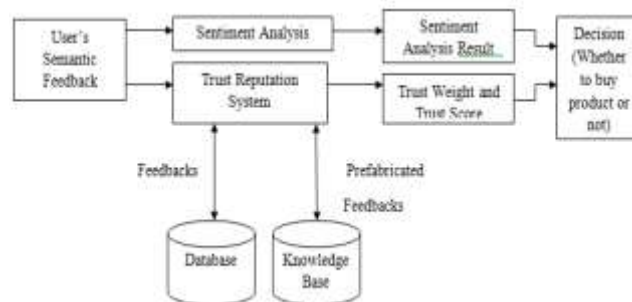 User's
Semantic
Feedback
Sentiment Analysis
Sentiment
Analysis Result
Decision
(Whether
to buy
product or
not)
Trust Reputation
System
Trust Weight and
Trust Score
Feedbacks
Prefabricated
Feedbacks
Database
Knowledge
Base